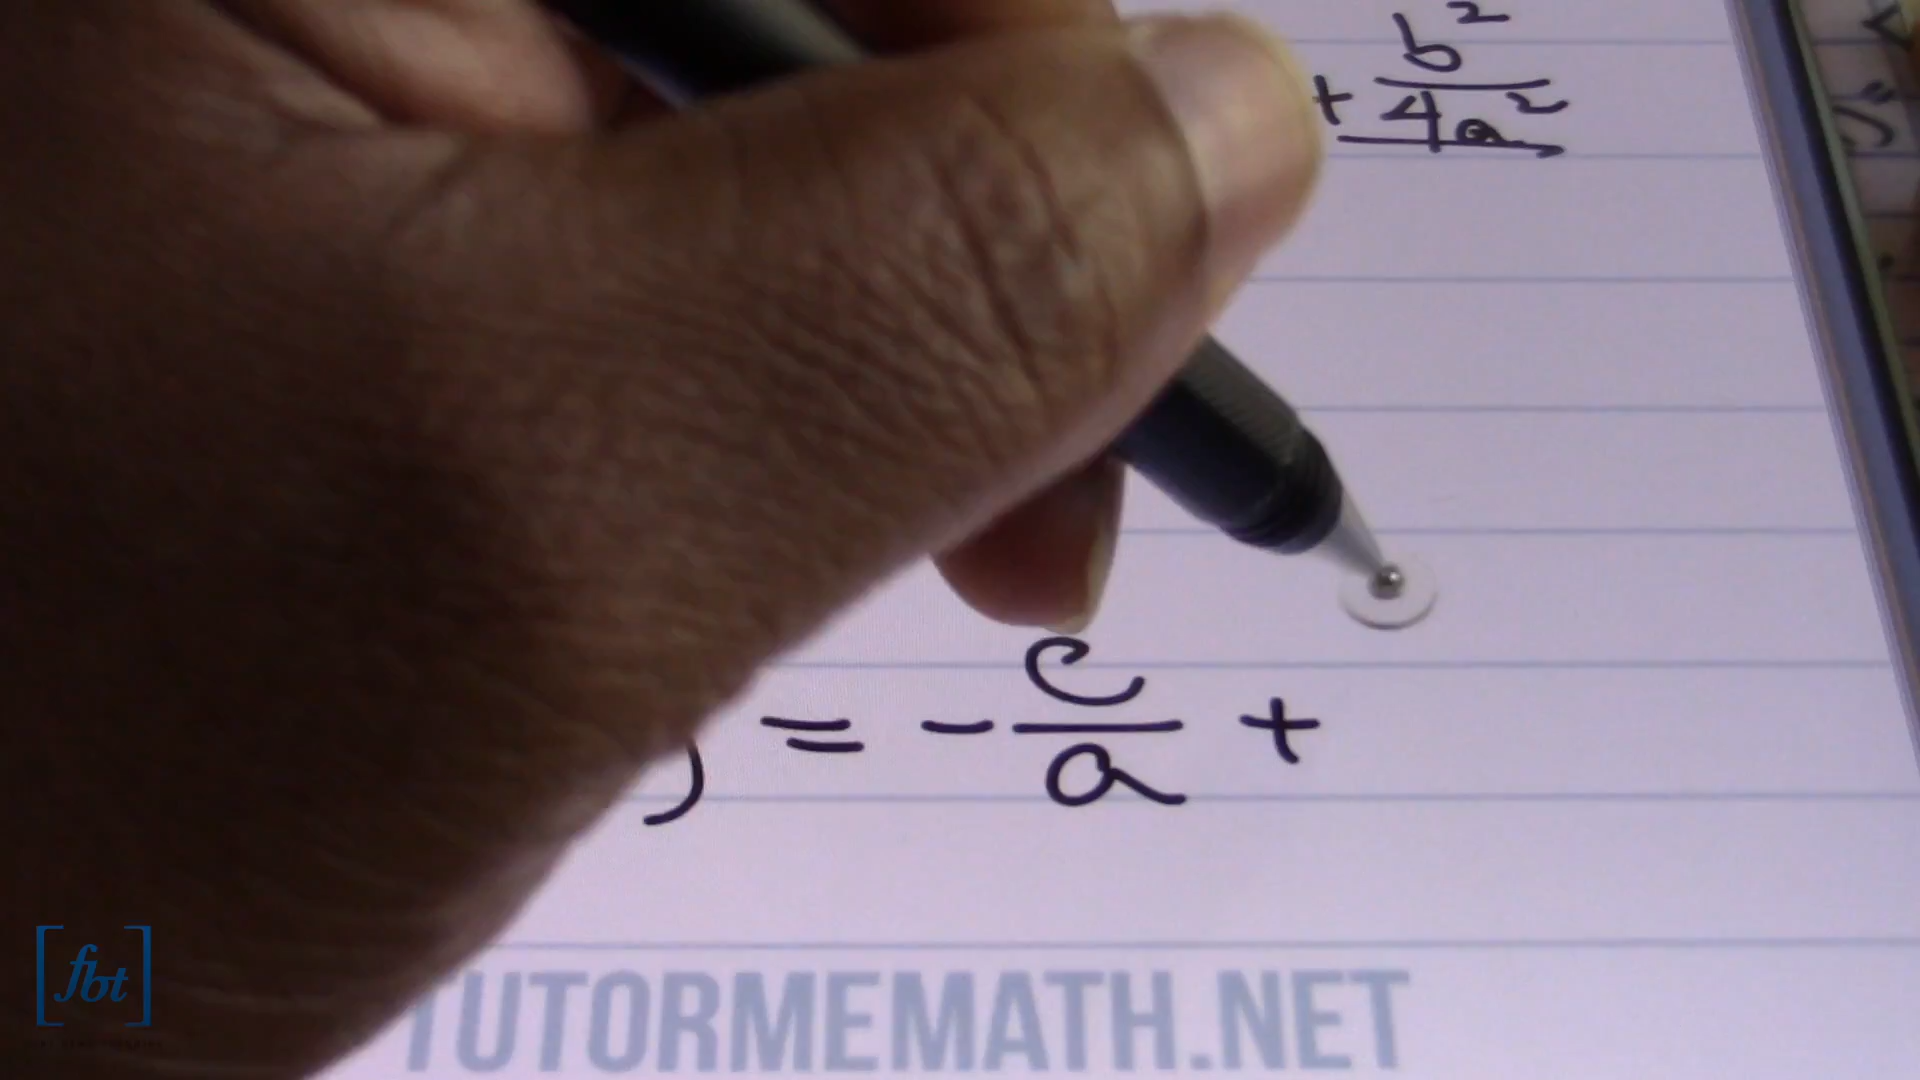 + b²/4a²
) = - c/a +
fbt
TUTORMEMATH.NET